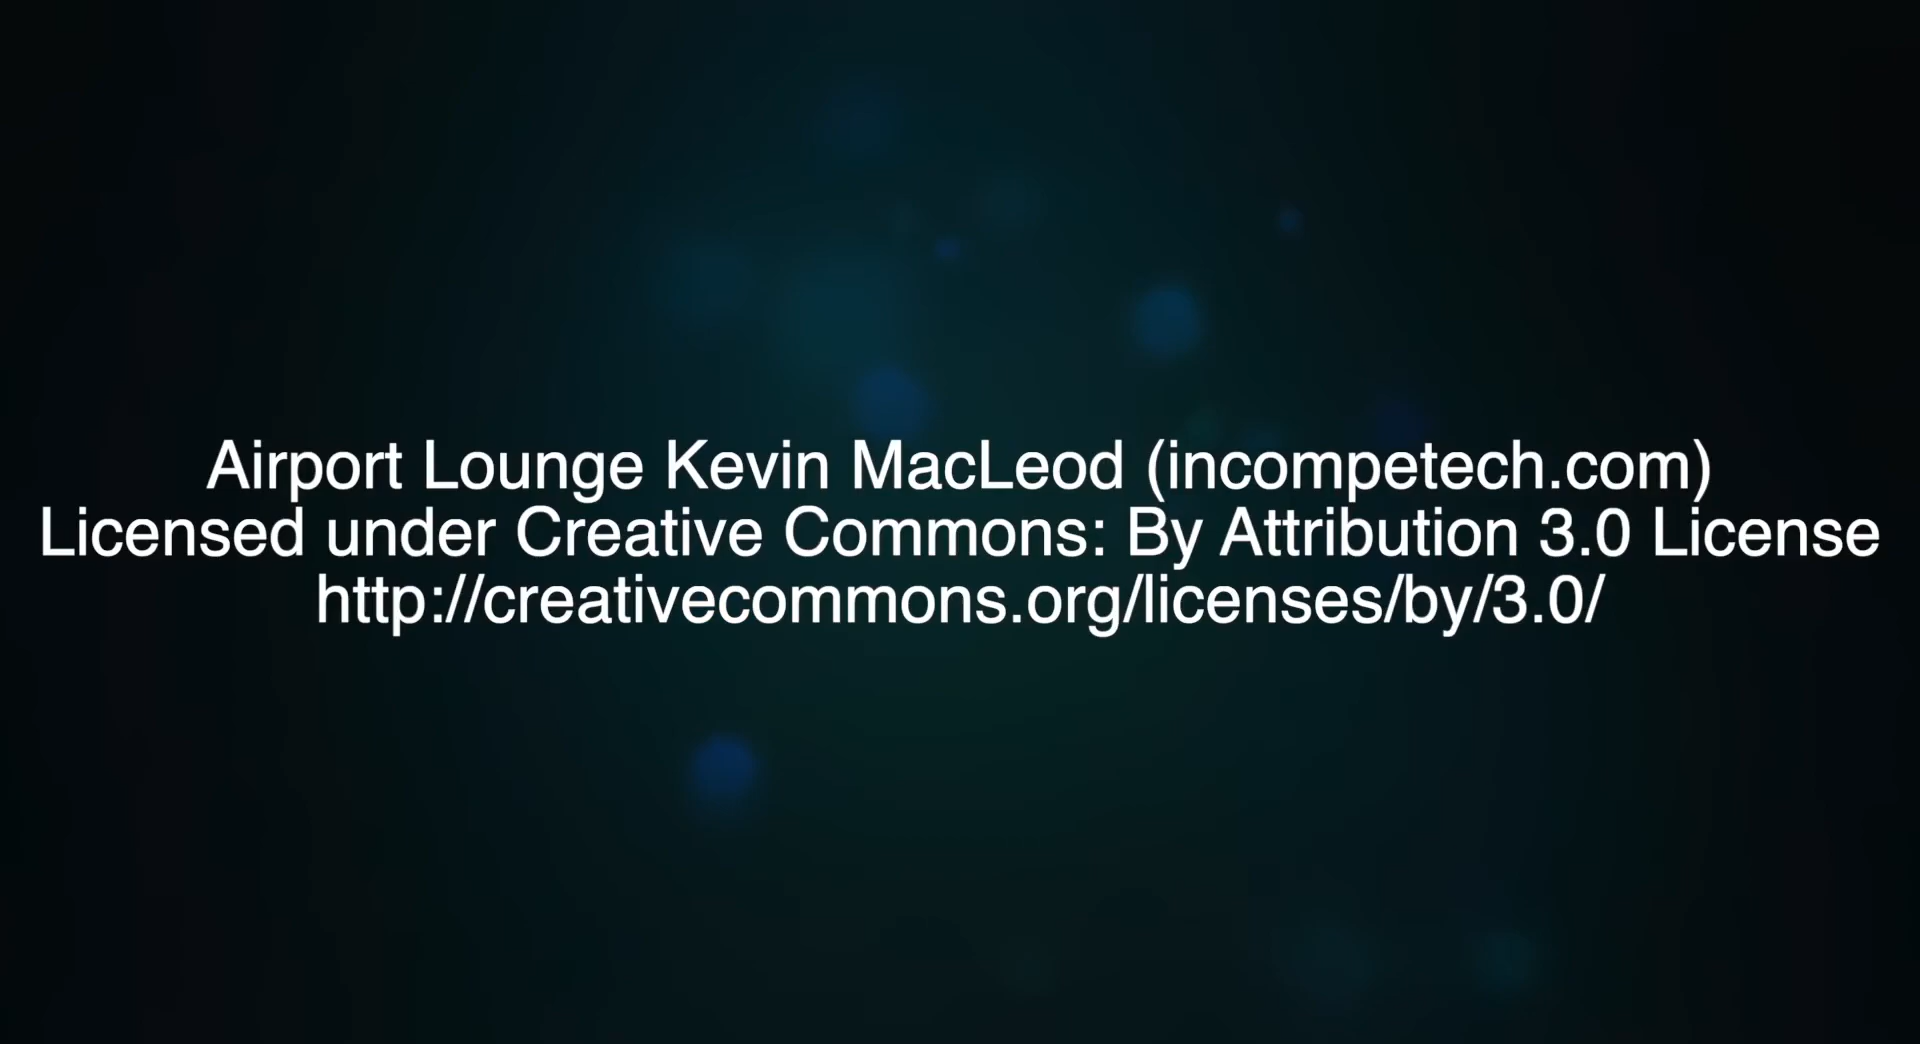 Airport Lounge Kevin MacLeod (incompetech.com)
Licensed under Creative Commons: By Attribution 3.0 License
http://creativecommons.org/licenses/by/3.0/